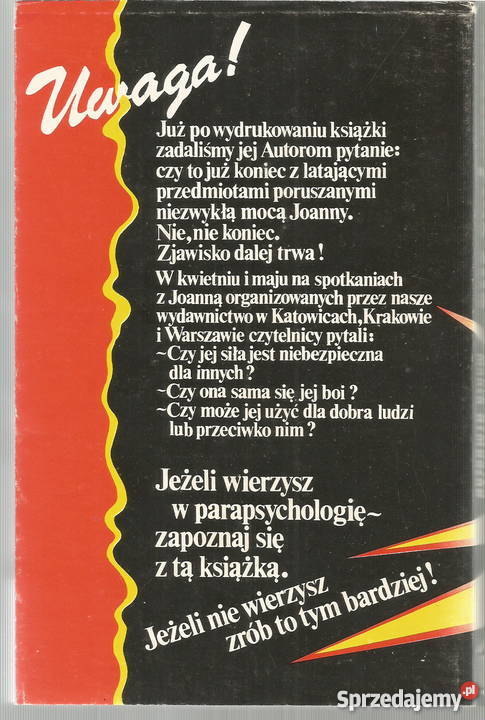 Uwaga!
Już po wydrukowaniu książki
zadaliśmy jej Autorom pytanie:
czy to już koniec z latającymi
przedmiotami poruszanymi
niezwykłą mocą Joanny.
Nie, nie koniec.
Zjawisko dalej trwa!
W kwietniu i maju na spotkaniach
z Joanną organizowanych przez nasze
wydawnictwo w Katowicach, Krakowie
i Warszawie czytelnicy pytali:
~Czy jej siła jest niebezpieczna
dla innych?
~Czy ona sama się jej boi?
~Czy może jej użyć dla dobra ludzi
lub przeciwko nim?
Jeżeli wierzysz
w parapsychologię~
zapoznaj się
z tą książką.
Jeżeli nie wierzysz
zrób to tym bardziej!
Sprzedajemy.pl